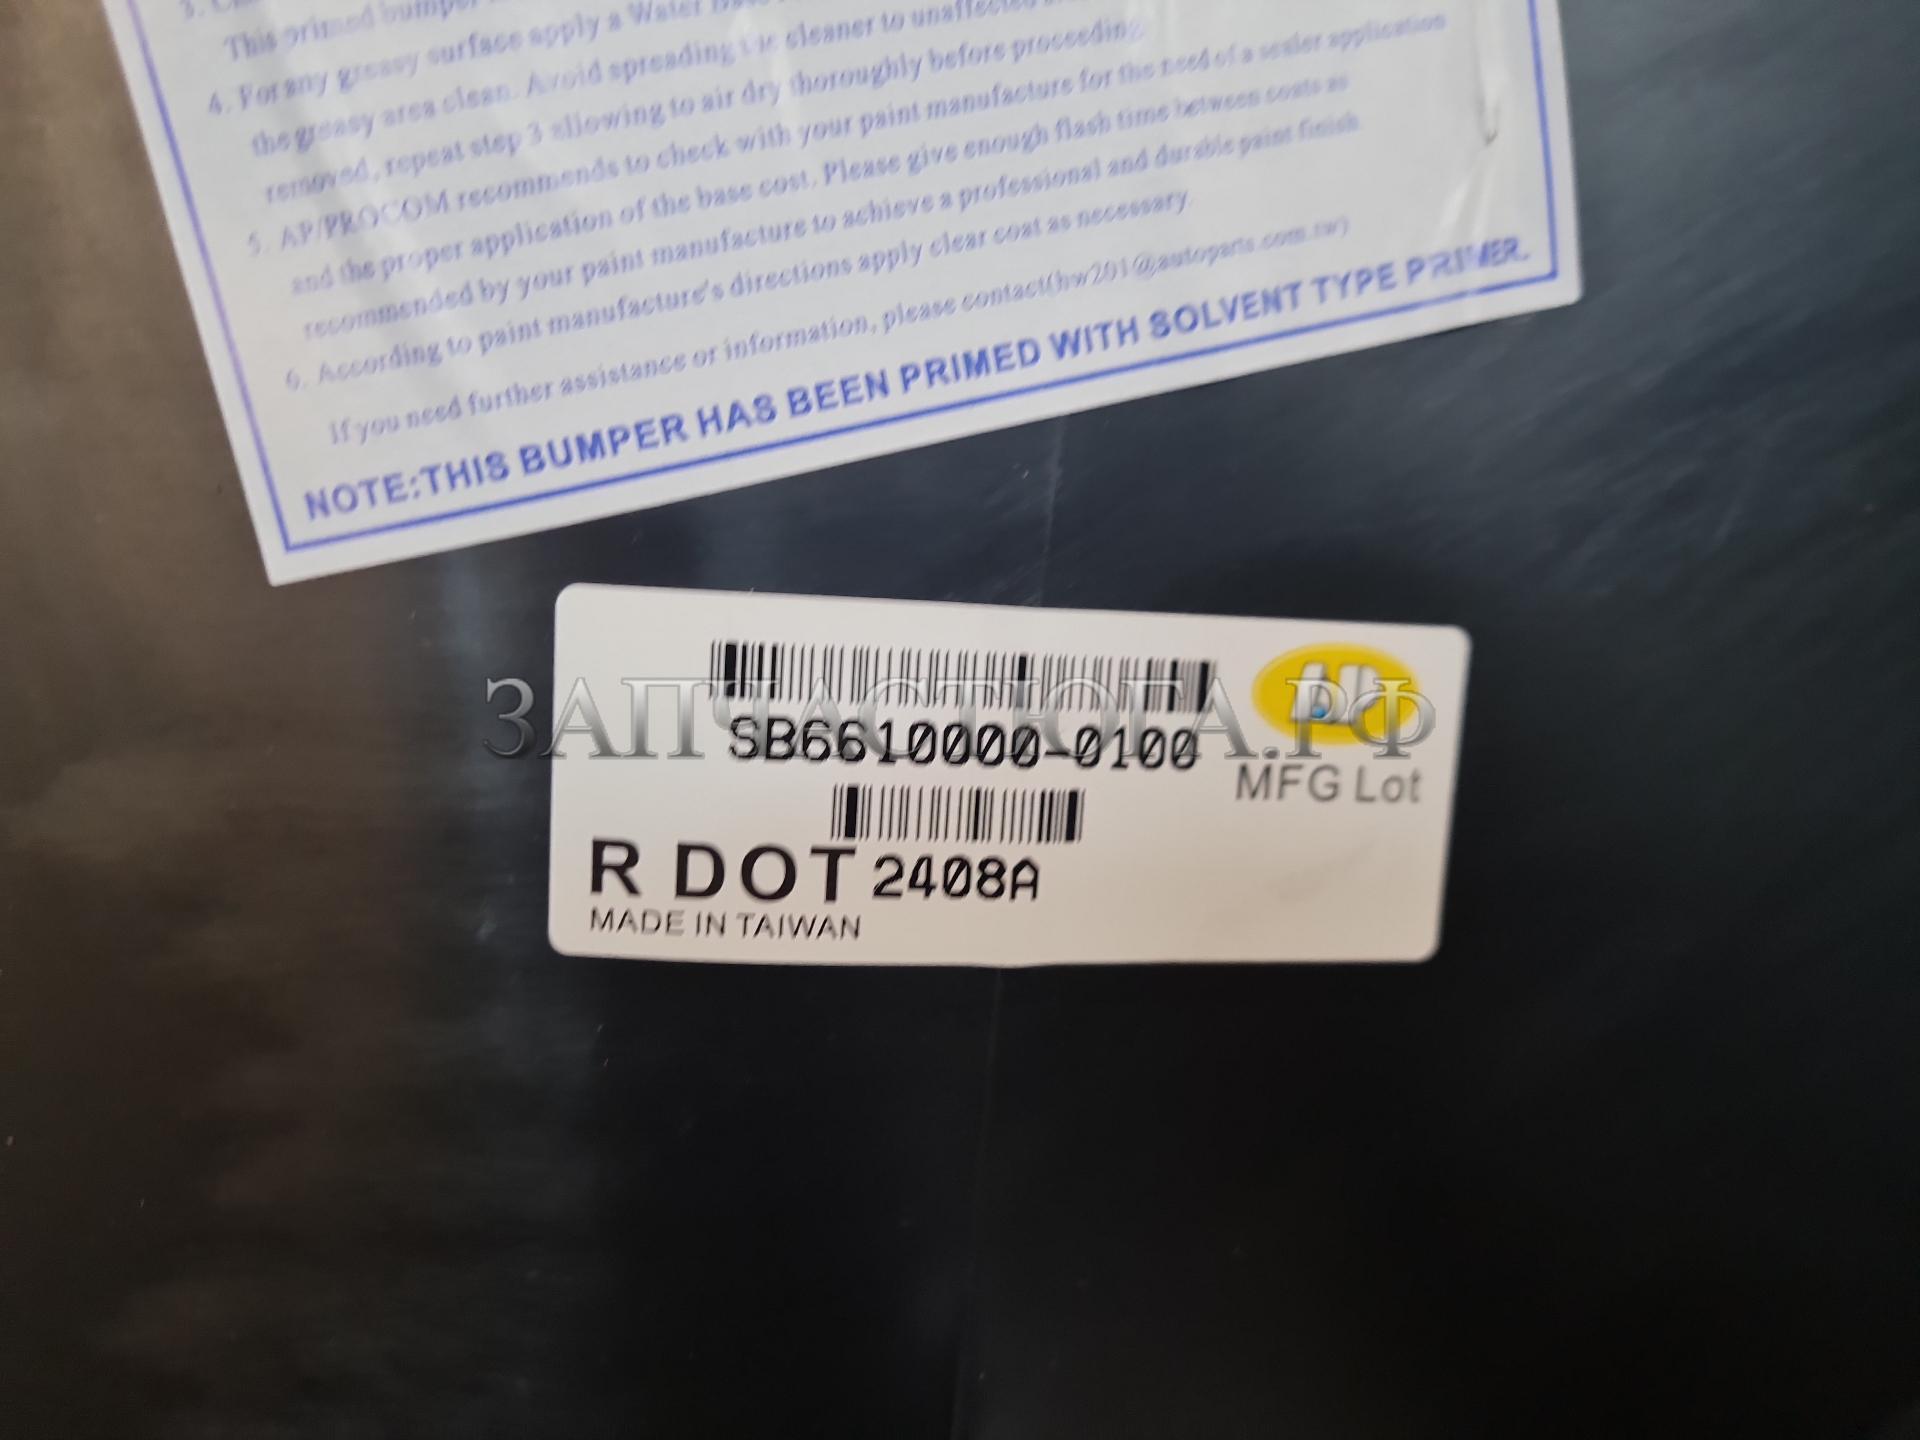 This primed bumper
4. For any greasy surface apply a Water
the greasy area clean. Avoid spreading the cleaner to unaffected
removed, repeat step 3 allowing to air dry thoroughly before proceeding.
5. AP/PROCOM recommends to check with your paint manufacture for the need of a sealer application
and the proper application of the base cost. Please give enough flash time between coats as
recommended by your paint manufacture to achieve a professional and durable paint finish
6. According to paint manufacture's directions apply clear coat as necessary.
If you need further assistance or information, please contact(hw201@autoparts.com.tw)
NOTE:THIS BUMPER HAS BEEN PRIMED WITH SOLVENT TYPE PRIMER.
ЗАПЧАСТЮГА.РФ
SB6610000-0100
MFG Lot
R DOT 2408A
MADE IN TAIWAN